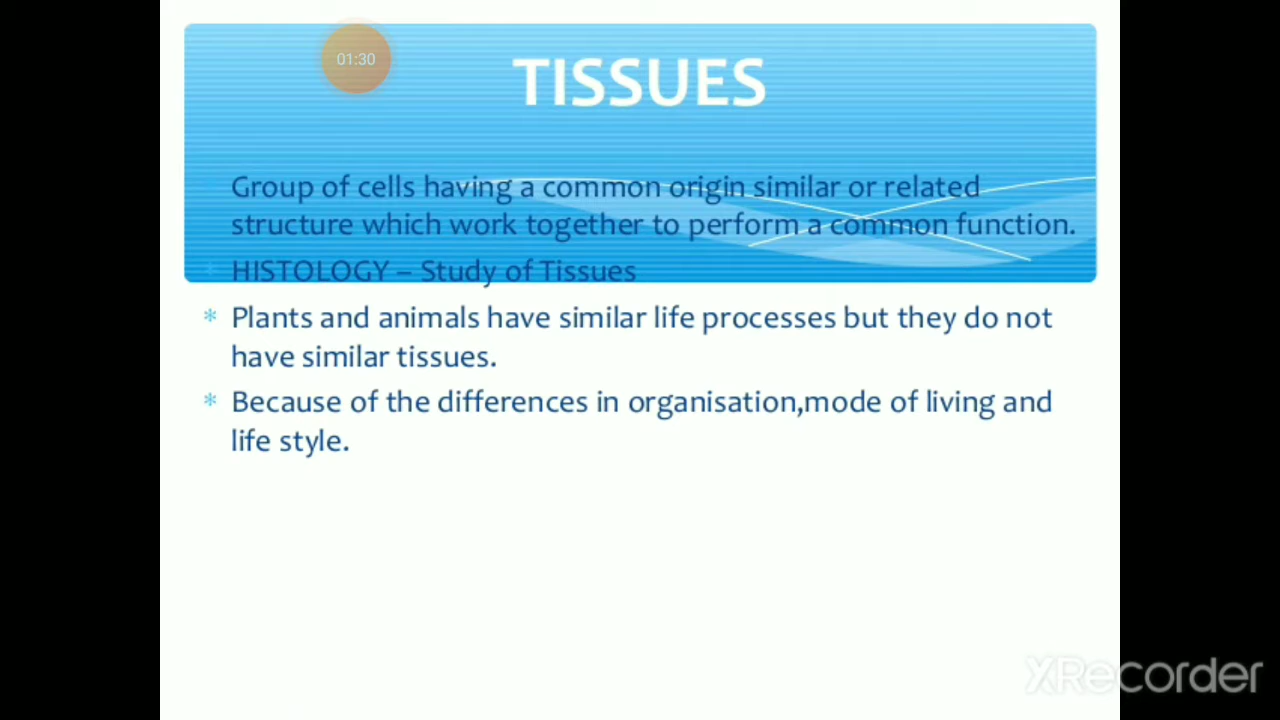 01:30
TISSUES
Group of cells having a common origin similar or related
structure which work together to perform a common function.
* HISTOLOGY – Study of Tissues
* Plants and animals have similar life processes but they do not
have similar tissues.
* Because of the differences in organisation,mode of living and
life style.
XRecorder